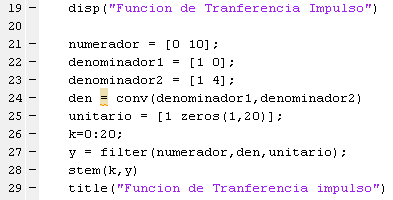 19 - disp("Funcion de Tranferencia Impulso")
20
21 - numerador = [0 10];
22 - denominador1 = [1 0];
23 - denominador2 = [1 4];
24 - den = conv(denominador1,denominador2)
25 - unitario = [1 zeros(1,20)];
26 - k=0:20;
27 - y = filter(numerador,den,unitario);
28 - stem(k,y)
29 - title("Funcion de Tranferencia impulso")